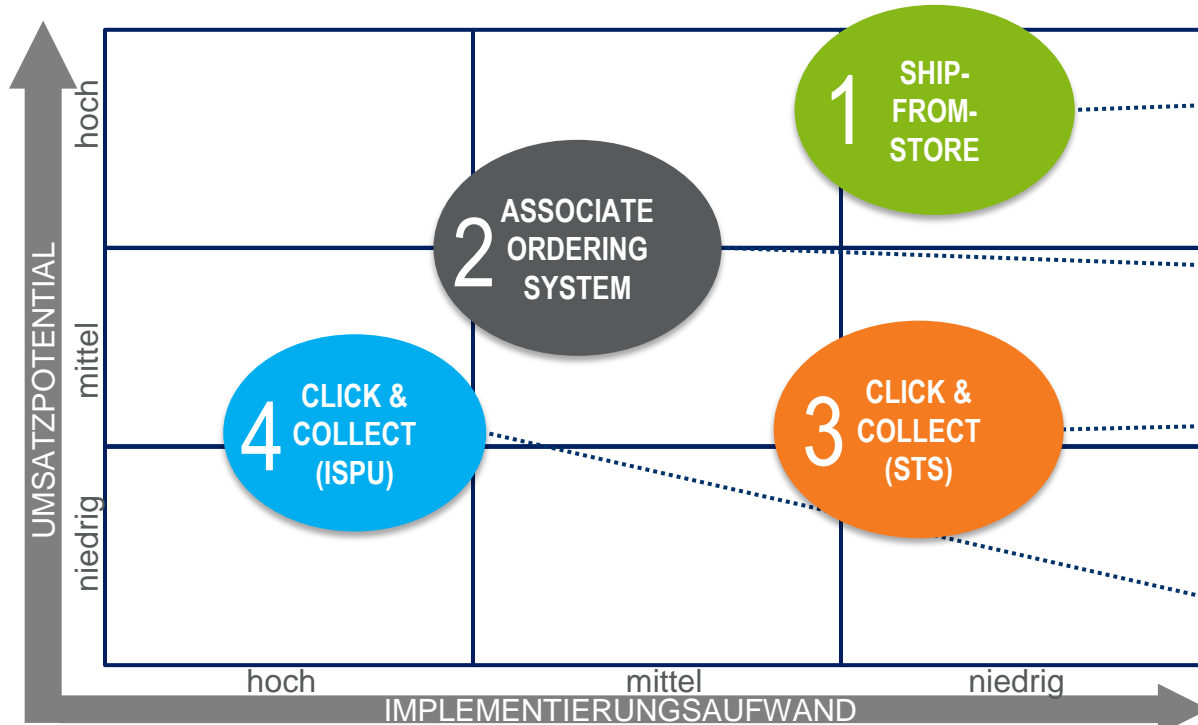 UMSATZPOTENTIAL
hoch
mittel
niedrig
1
SHIP-
FROM-
STORE
2
ASSOCIATE
ORDERING
SYSTEM
4
CLICK &
COLLECT
(ISPU)
3
CLICK &
COLLECT
(STS)
hoch
mittel
niedrig
IMPLEMENTIERUNGSAUFWAND